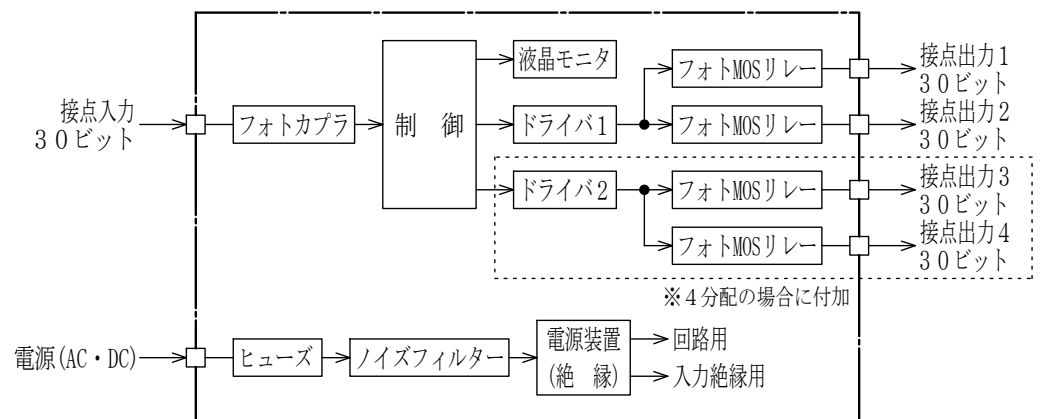 接点入力
３０ビット
フォトカプラ
制　御
液晶モニタ
ドライバ1
フォトMOSリレー
接点出力1
３０ビット
フォトMOSリレー
接点出力2
３０ビット
ドライバ2
フォトMOSリレー
接点出力3
３０ビット
フォトMOSリレー
接点出力4
３０ビット
※４分配の場合に付加
電源(AC・DC)
ヒューズ
ノイズフィルター
電源装置
(絶　縁)
回路用
入力絶縁用